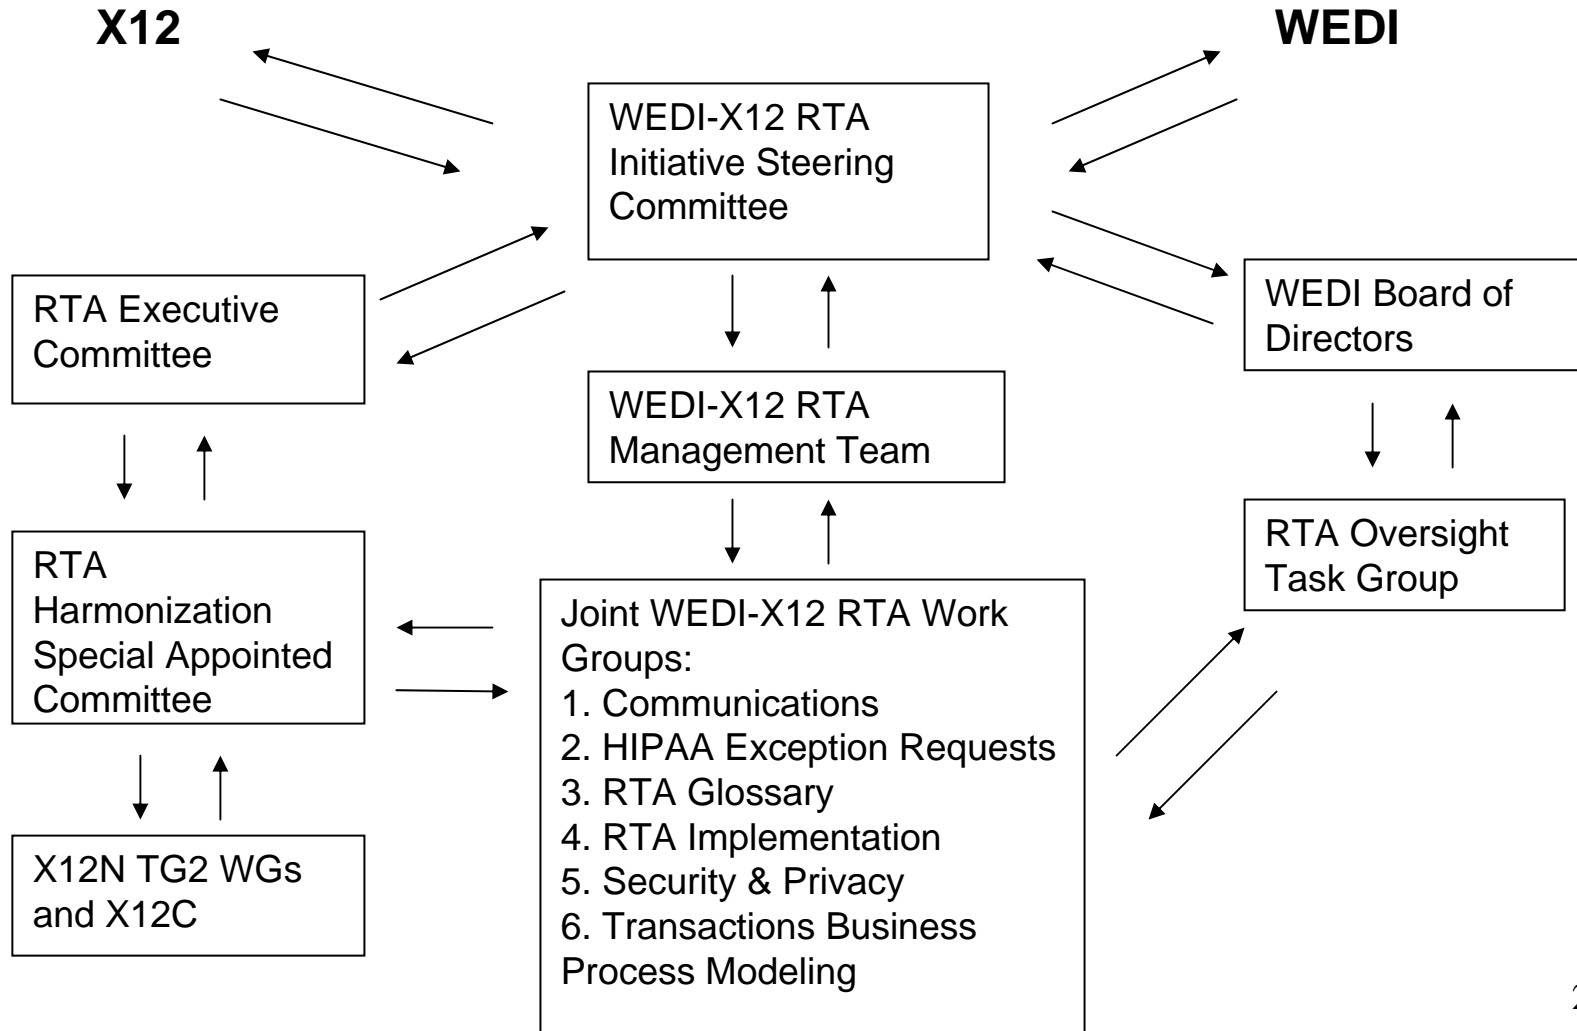 X12
WEDI
WEDI-X12 RTA
Initiative Steering
Committee
RTA Executive
Committee
WEDI Board of
Directors
WEDI-X12 RTA
Management Team
RTA
Harmonization
Special Appointed
Committee
RTA Oversight
Task Group
Joint WEDI-X12 RTA Work
Groups:
1. Communications
2. HIPAA Exception Requests
3. RTA Glossary
4. RTA Implementation
5. Security & Privacy
6. Transactions Business
Process Modeling
X12N TG2 WGs
and X12C